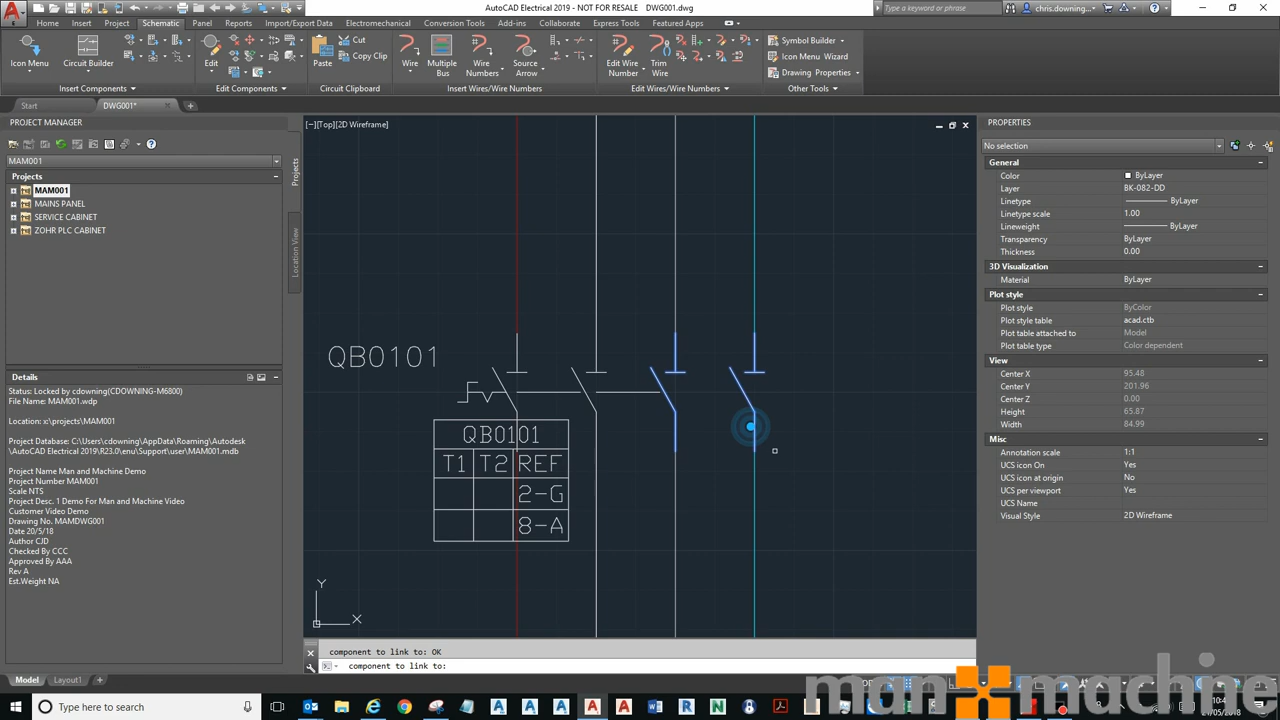 AutoCAD Electrical 2019 - NOT FOR RESALE   DWG001.dwg
Type a keyword or phrase
chris.downing...
Home Insert Project Schematic Panel Reports Import/Export Data Electromechanical Conversion Tools Add-ins Collaborate Express Tools Featured Apps
Icon Menu
Circuit Builder
Insert Components
Edit
Edit Components
Paste
Cut
Copy Clip
Circuit Clipboard
Wire
Multiple Bus
Wire Numbers
Source Arrow
Insert Wires/Wire Numbers
Edit Wire Number
Trim Wire
Edit Wires/Wire Numbers
Symbol Builder
Icon Menu Wizard
Drawing Properties
Other Tools
Start
DWG001*
PROJECT MANAGER
MAM001
Projects
MAM001
MAINS PANEL
SERVICE CABINET
ZOHR PLC CABINET
Projects
Location View
Details
Status: Locked by cdowning(CDOWNING-M6800)
File Name: MAM001.wdp
Location: x:\projects\MAM001
Project Database: C:\Users\cdowning\AppData\Roaming\Autodesk
\AutoCAD Electrical 2019\R23.0\enu\Support\user\MAM001.mdb
Project Name Man and Machine Demo
Project Number MAM001
Scale NTS
Project Desc. 1 Demo For Man and Machine Video
Customer Video Demo
Drawing No. MAMDWG001
Date 20/5/18
Author CJD
Checked By CCC
Approved By AAA
Rev A
Est.Weight NA
[−][Top][2D Wireframe]
QB0101
QB0101
T1 T2 REF
2-G
8-A
Y
X
component to link to: OK
component to link to:
Model
Layout1
PROPERTIES
No selection
General
Color ByLayer
Layer BK-082-DD
Linetype ByLayer
Linetype scale 1.00
Lineweight ByLayer
Transparency ByLayer
Thickness 0.00
3D Visualization
Material ByLayer
Plot style
Plot style ByColor
Plot style table acad.ctb
Plot table attached to Model
Plot table type Color dependent
View
Center X 95.48
Center Y 201.96
Center Z 0.00
Height 65.87
Width 84.99
Misc
Annotation scale 1:1
UCS icon On Yes
UCS icon at origin No
UCS per viewport Yes
UCS Name
Visual Style 2D Wireframe
man machine
Type here to search